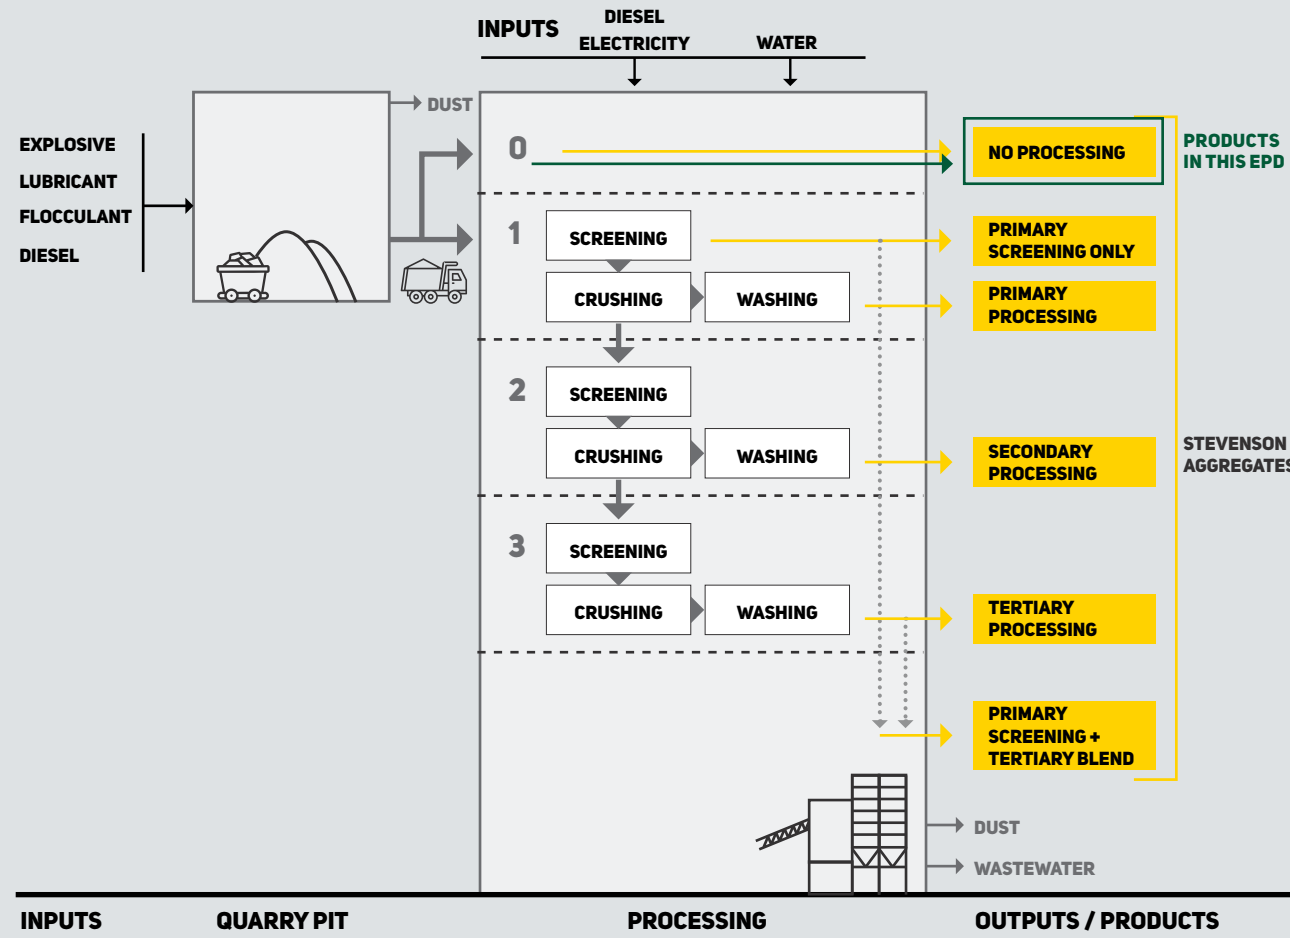 INPUTS
DIESEL
ELECTRICITY
WATER
EXPLOSIVE
LUBRICANT
FLOCCULANT
DIESEL
DUST
0
NO PROCESSING
PRODUCTS
IN THIS EPD
1
SCREENING
PRIMARY
SCREENING ONLY
CRUSHING
WASHING
PRIMARY
PROCESSING
2
SCREENING
CRUSHING
WASHING
SECONDARY
PROCESSING
STEVENSON
AGGREGATES
3
SCREENING
CRUSHING
WASHING
TERTIARY
PROCESSING
PRIMARY
SCREENING +
TERTIARY BLEND
DUST
WASTEWATER
INPUTS
QUARRY PIT
PROCESSING
OUTPUTS / PRODUCTS